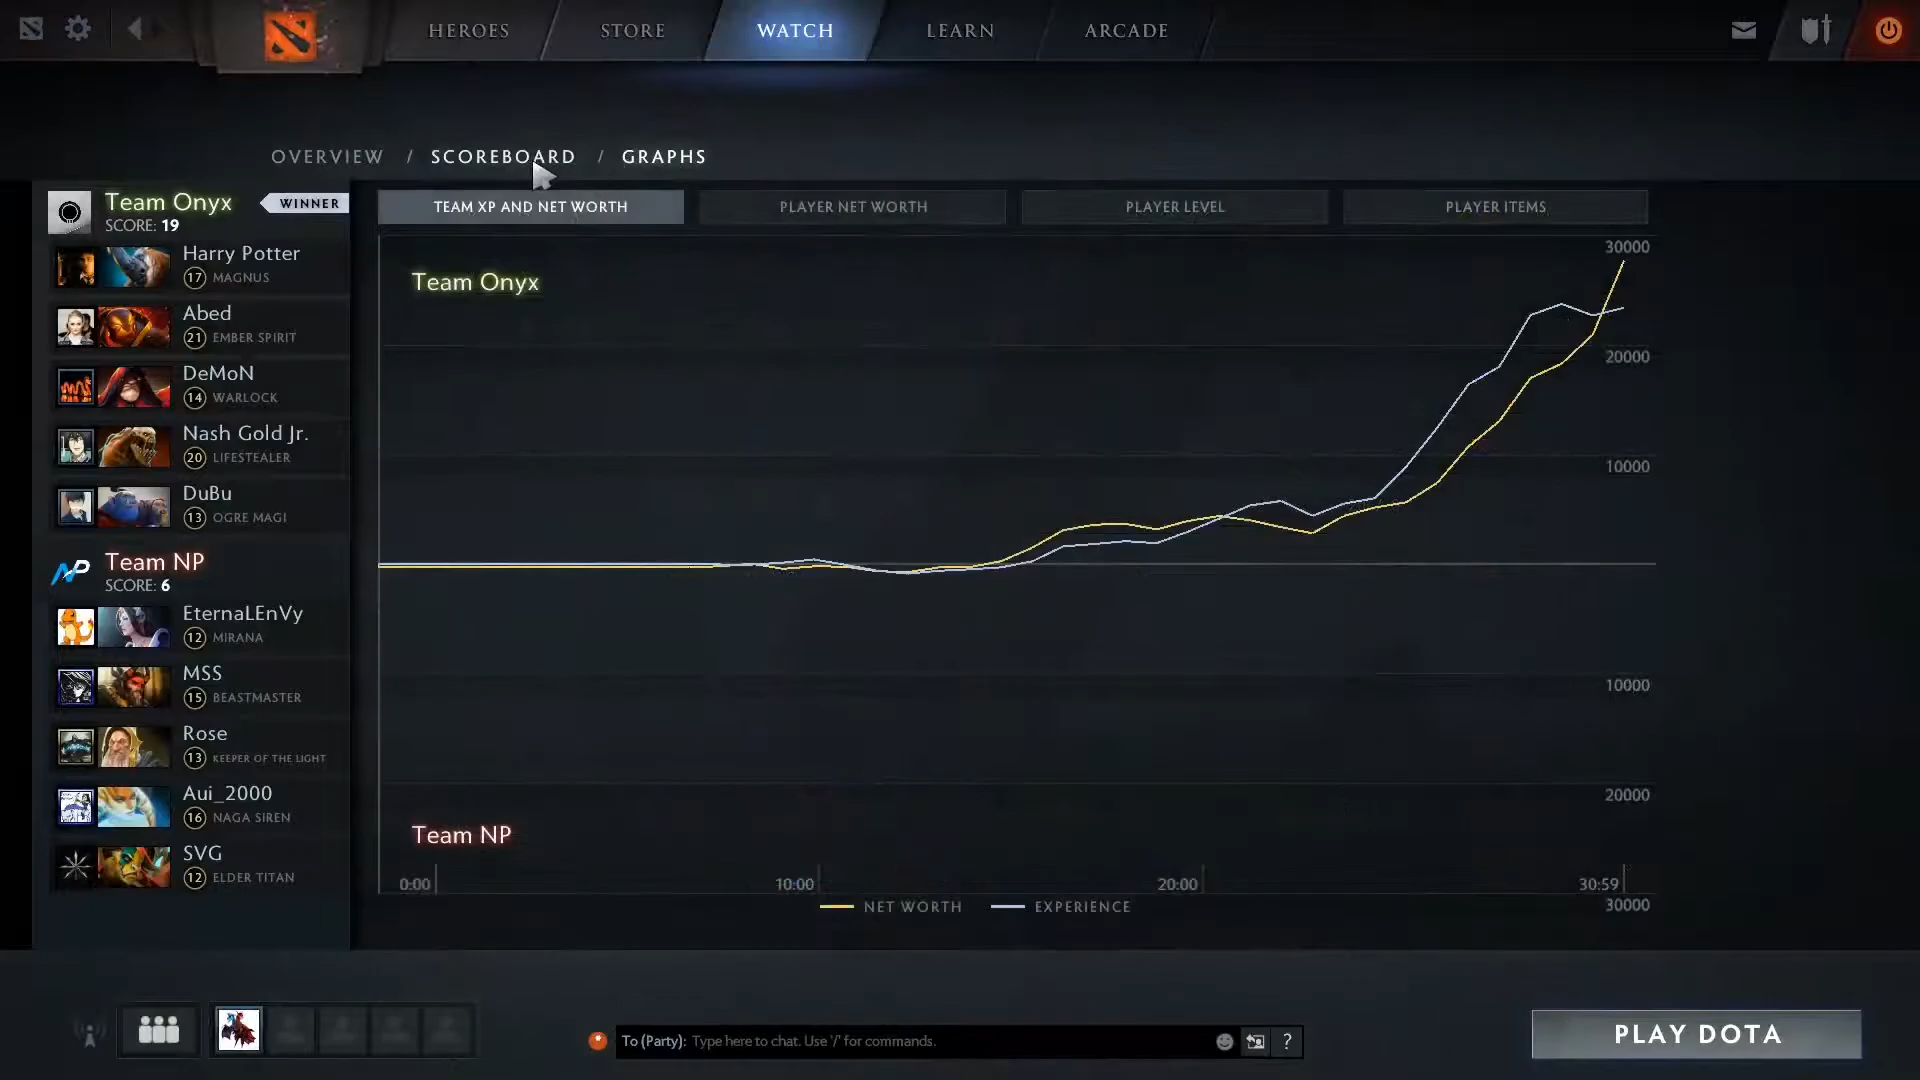 HEROES
STORE
WATCH
LEARN
ARCADE
OVERVIEW / SCOREBOARD / GRAPHS
Team Onyx
WINNER
SCORE: 19
Harry Potter
17 MAGNUS
Abed
21 EMBER SPIRIT
DeMoN
14 WARLOCK
Nash Gold Jr.
20 LIFESTEALER
DuBu
13 OGRE MAGI
Team NP
SCORE: 6
EternaLEnVy
12 MIRANA
MSS
15 BEASTMASTER
Rose
13 KEEPER OF THE LIGHT
Aui_2000
16 NAGA SIREN
SVG
12 ELDER TITAN
TEAM XP AND NET WORTH
PLAYER NET WORTH
PLAYER LEVEL
PLAYER ITEMS
30000
Team Onyx
20000
10000
10000
20000
Team NP
0:00
10:00
20:00
30:59
30000
NET WORTH
EXPERIENCE
To (Party): Type here to chat. Use '/' for commands.
?
PLAY DOTA